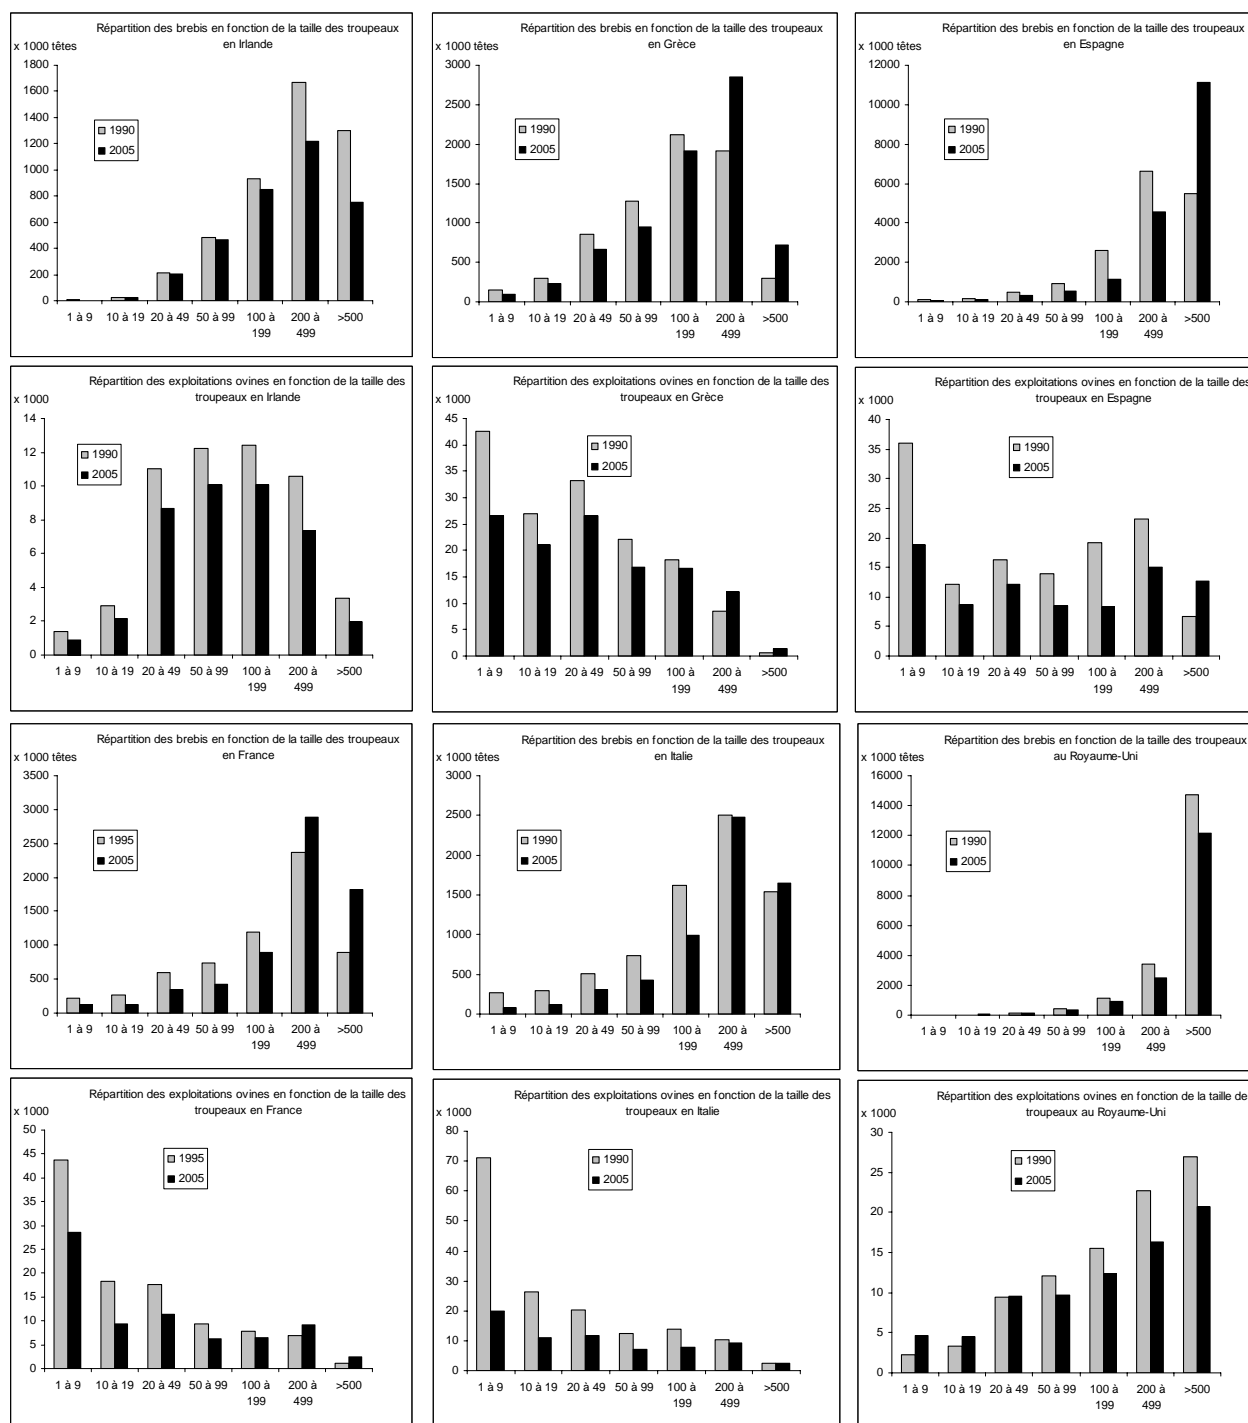 Répartition des brebis en fonction de la taille des troupeaux
en Irlande
x 1000 têtes
1800
1600
1400
1200
1000
800
600
400
200
0
1990
2005
1 à 9
10 à 19
20 à 49
50 à 99
100 à
199
200 à
499
>500
Répartition des brebis en fonction de la taille des troupeaux
en Grèce
x 1000 têtes
3000
2500
2000
1500
1000
500
0
1990
2005
1 à 9
10 à 19
20 à 49
50 à 99
100 à
199
200 à
499
>500
Répartition des brebis en fonction de la taille des troupeaux
en Espagne
x 1000 têtes
12000
10000
8000
6000
4000
2000
0
1990
2005
1 à 9
10 à 19
20 à 49
50 à 99
100 à
199
200 à
499
>500
Répartition des exploitations ovines en fonction de la taille des
troupeaux en Irlande
x 1000
14
12
10
8
6
4
2
0
1990
2005
1 à 9
10 à 19
20 à 49
50 à 99
100 à
199
200 à
499
>500
Répartition des exploitations ovines en fonction de la taille des
troupeaux en Grèce
x 1000
45
40
35
30
25
20
15
10
5
0
1990
2005
1 à 9
10 à 19
20 à 49
50 à 99
100 à
199
200 à
499
>500
Répartition des exploitations ovines en fonction de la taille des
troupeaux en Espagne
x 1000
40
35
30
25
20
15
10
5
0
1990
2005
1 à 9
10 à 19
20 à 49
50 à 99
100 à
199
200 à
499
>500
Répartition des brebis en fonction de la taille des troupeaux
en France
x 1000 têtes
3500
3000
2500
2000
1500
1000
500
0
1995
2005
1 à 9
10 à 19
20 à 49
50 à 99
100 à
199
200 à
499
>500
Répartition des brebis en fonction de la taille des troupeaux
en Italie
x 1000 têtes
3000
2500
2000
1500
1000
500
0
1990
2005
1 à 9
10 à 19
20 à 49
50 à 99
100 à
199
200 à
499
>500
Répartition des brebis en fonction de la taille des troupeaux
au Royaume-Uni
x 1000 têtes
16000
14000
12000
10000
8000
6000
4000
2000
0
1990
2005
1 à 9
10 à 19
20 à 49
50 à 99
100 à
199
200 à
499
>500
Répartition des exploitations ovines en fonction de la taille des
troupeaux en France
x 1000
50
45
40
35
30
25
20
15
10
5
0
1995
2005
1 à 9
10 à 19
20 à 49
50 à 99
100 à
199
200 à
499
>500
Répartition des exploitations ovines en fonction de la taille des
troupeaux en Italie
x 1000
80
70
60
50
40
30
20
10
0
1990
2005
1 à 9
10 à 19
20 à 49
50 à 99
100 à
199
200 à
499
>500
Répartition des exploitations ovines en fonction de la taille des
troupeaux au Royaume-Uni
x 1000
30
25
20
15
10
5
0
1990
2005
1 à 9
10 à 19
20 à 49
50 à 99
100 à
199
200 à
499
>500